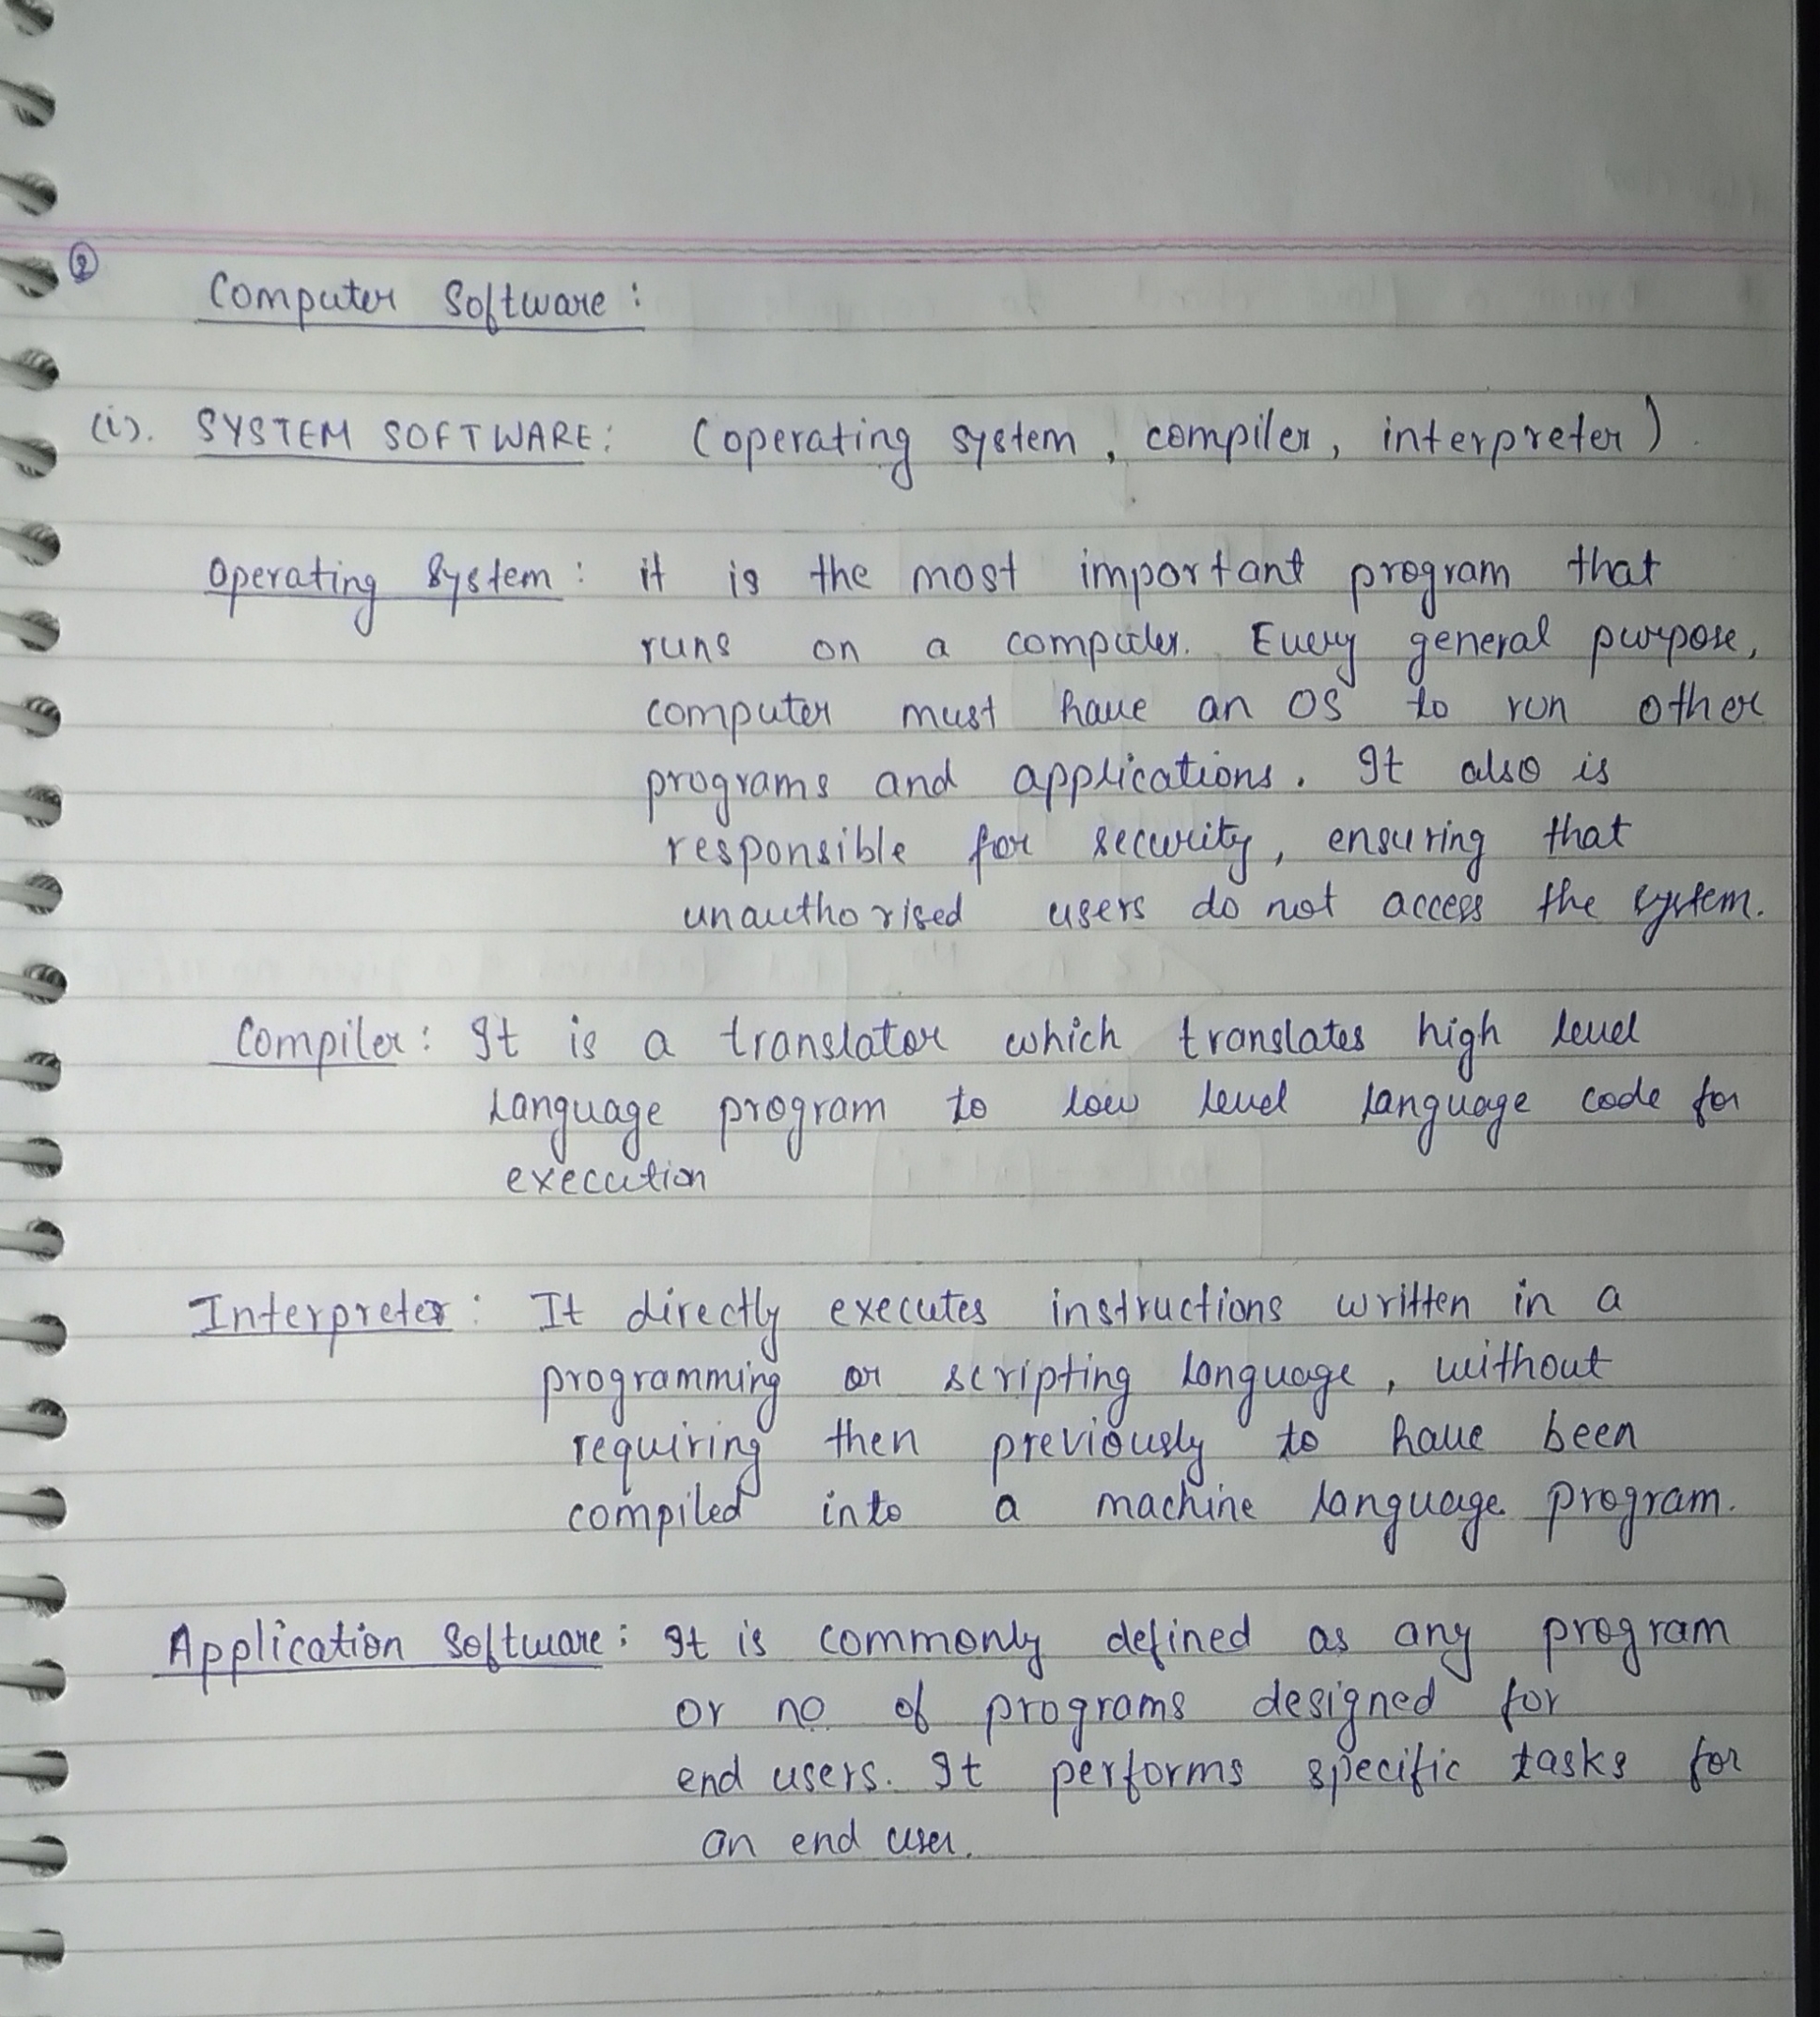 ②
Computer Software :
(i). SYSTEM SOFTWARE: (operating system, compiler, interpreter).
Operating System : it is the most important program that
runs on a computer. Every general purpose,
computer must have an OS to run other
programs and applications. It also is
responsible for security, ensuring that
unauthorised users do not access the system.
Compiler : It is a translator which translates high level
language program to low level language code for
execution
Interpreter : It directly executes instructions written in a
programming or scripting language, without
requiring then previously to have been
compiled into a machine language program.
Application Software : It is commonly defined as any program
or no. of programs designed for
end users. It performs specific tasks for
an end user.